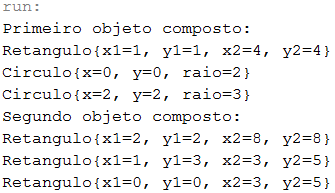 run:
Primeiro objeto composto:
Retangulo{x1=1, y1=1, x2=4, y2=4}
Circulo{x=0, y=0, raio=2}
Circulo{x=2, y=2, raio=3}
Segundo objeto composto:
Retangulo{x1=2, y1=2, x2=8, y2=8}
Retangulo{x1=1, y1=3, x2=3, y2=5}
Retangulo{x1=0, y1=0, x2=3, y2=5}